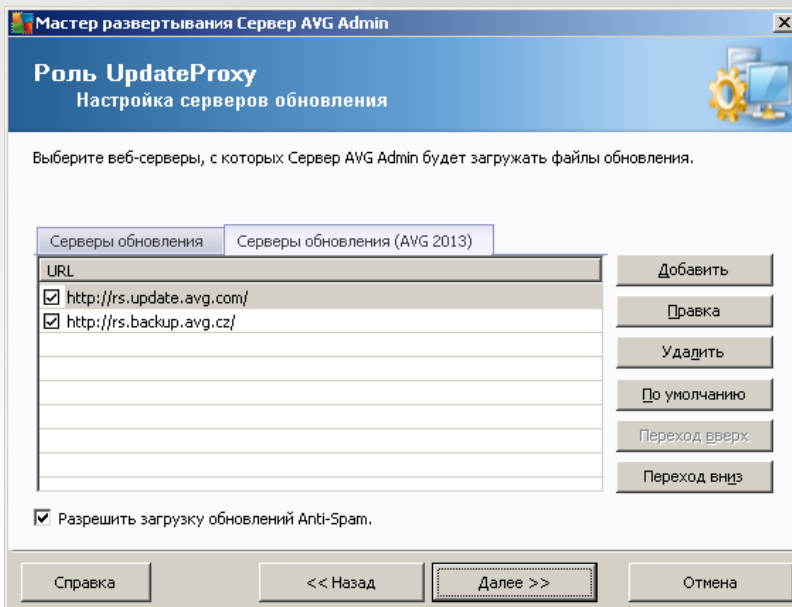 Мастер развертывания Сервер AVG Admin
Роль UpdateProxy
Настройка серверов обновления
Выберите веб-серверы, с которых Сервер AVG Admin будет загружать файлы обновления.
Серверы обновления
Серверы обновления (AVG 2013)
URL
http://rs.update.avg.com/
http://rs.backup.avg.cz/
Добавить
Правка
Удалить
По умолчанию
Переход вверх
Переход вниз
Разрешить загрузку обновлений Anti-Spam.
Справка
<< Назад
Далее >>
Отмена